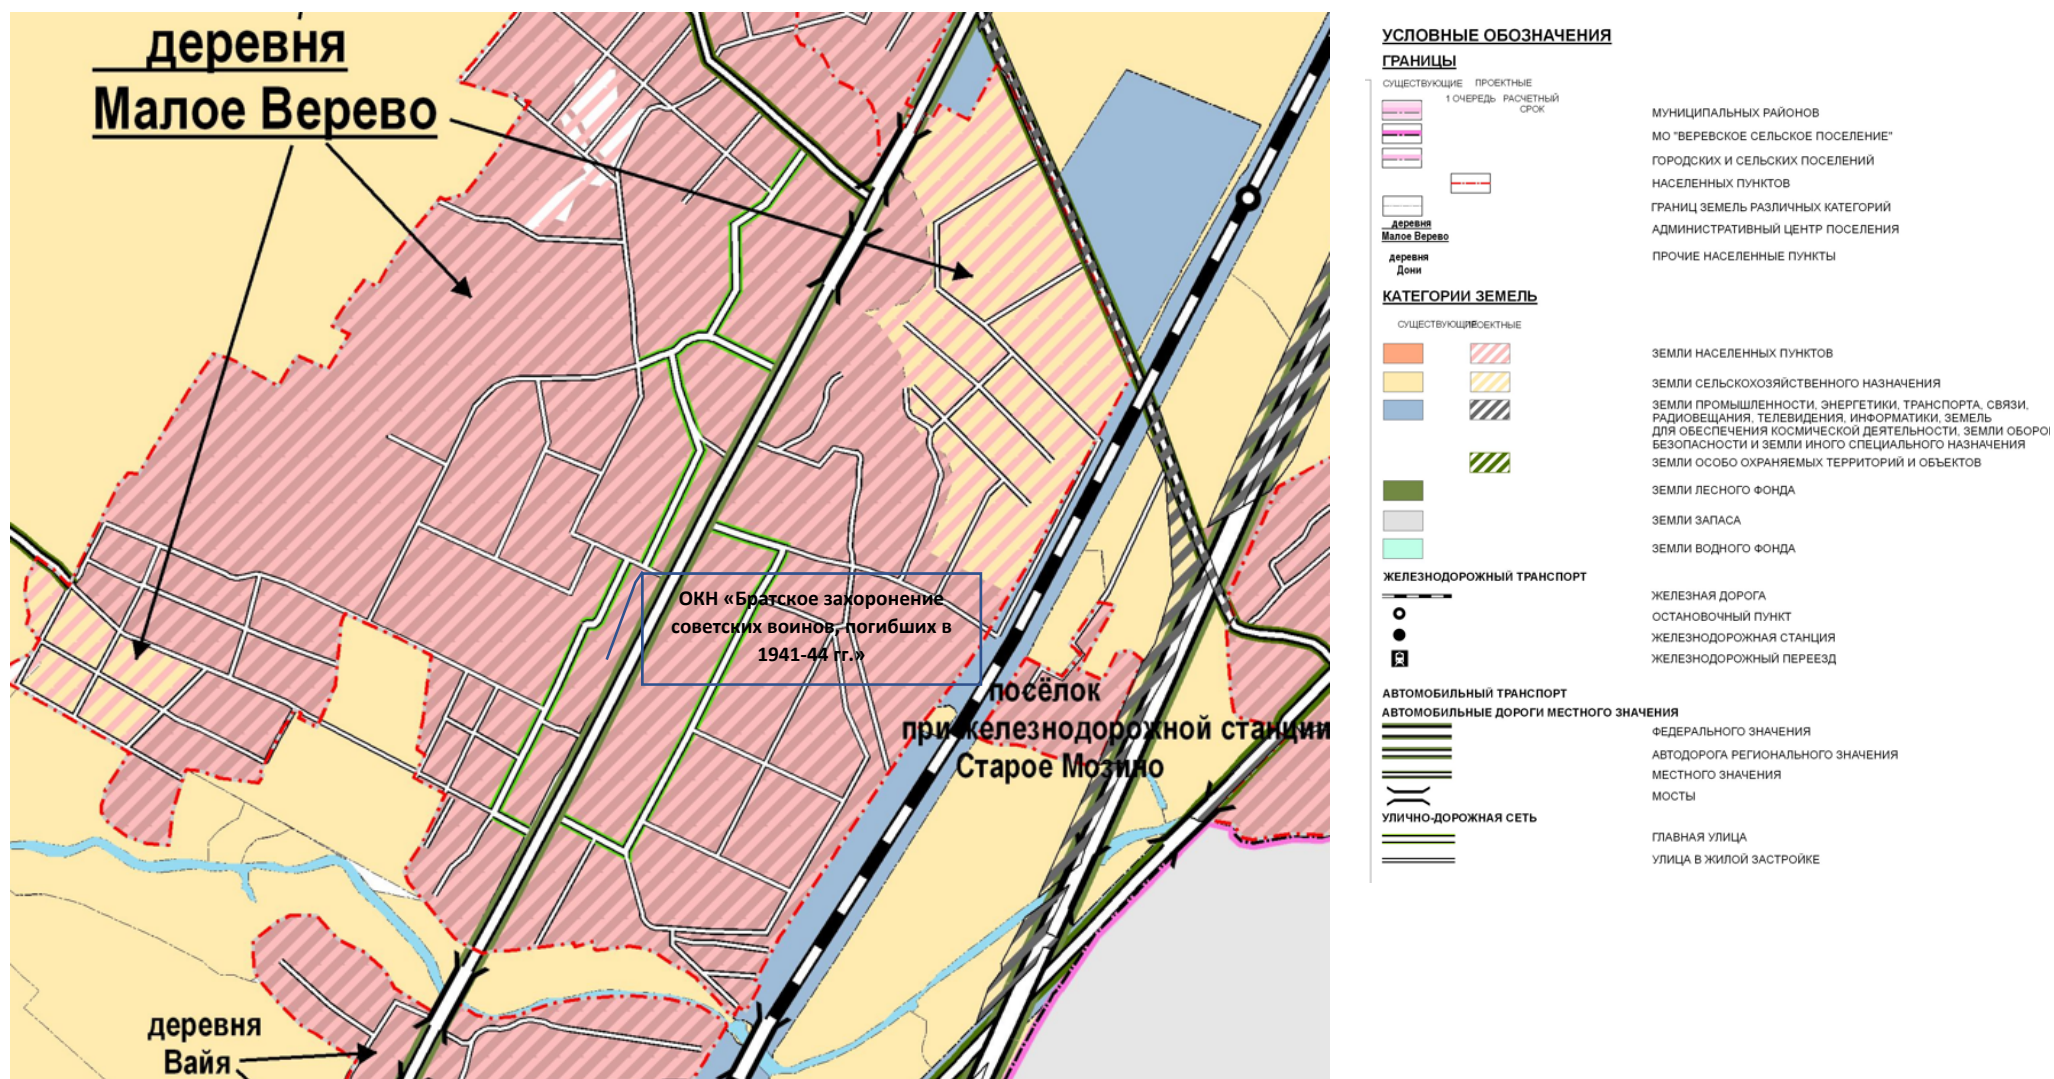 деревня
Малое Верево
ОКН «Братское захоронение
советских воинов, погибших в
1941-44 гг.»
посёлок
при железнодорожной станции
Старое Мозино
деревня
Вайя
УСЛОВНЫЕ ОБОЗНАЧЕНИЯ
ГРАНИЦЫ
СУЩЕСТВУЮЩИЕ ПРОЕКТНЫЕ
1 ОЧЕРЕДЬ РАСЧЕТНЫЙ
СРОК
МУНИЦИПАЛЬНЫХ РАЙОНОВ
МО "ВЕРЕВСКОЕ СЕЛЬСКОЕ ПОСЕЛЕНИЕ"
ГОРОДСКИХ И СЕЛЬСКИХ ПОСЕЛЕНИЙ
НАСЕЛЕННЫХ ПУНКТОВ
ГРАНИЦ ЗЕМЕЛЬ РАЗЛИЧНЫХ КАТЕГОРИЙ
деревня
Малое Верево
АДМИНИСТРАТИВНЫЙ ЦЕНТР ПОСЕЛЕНИЯ
деревня
Дони
ПРОЧИЕ НАСЕЛЕННЫЕ ПУНКТЫ
КАТЕГОРИИ ЗЕМЕЛЬ
СУЩЕСТВУЮЩИЕ ПРОЕКТНЫЕ
ЗЕМЛИ НАСЕЛЕННЫХ ПУНКТОВ
ЗЕМЛИ СЕЛЬСКОХОЗЯЙСТВЕННОГО НАЗНАЧЕНИЯ
ЗЕМЛИ ПРОМЫШЛЕННОСТИ, ЭНЕРГЕТИКИ, ТРАНСПОРТА, СВЯЗИ,
РАДИОВЕЩАНИЯ, ТЕЛЕВИДЕНИЯ, ИНФОРМАТИКИ, ЗЕМЕЛЬ
ДЛЯ ОБЕСПЕЧЕНИЯ КОСМИЧЕСКОЙ ДЕЯТЕЛЬНОСТИ, ЗЕМЛИ ОБОРО
БЕЗОПАСНОСТИ И ЗЕМЛИ ИНОГО СПЕЦИАЛЬНОГО НАЗНАЧЕНИЯ
ЗЕМЛИ ОСОБО ОХРАНЯЕМЫХ ТЕРРИТОРИЙ И ОБЪЕКТОВ
ЗЕМЛИ ЛЕСНОГО ФОНДА
ЗЕМЛИ ЗАПАСА
ЗЕМЛИ ВОДНОГО ФОНДА
ЖЕЛЕЗНОДОРОЖНЫЙ ТРАНСПОРТ
ЖЕЛЕЗНАЯ ДОРОГА
ОСТАНОВОЧНЫЙ ПУНКТ
ЖЕЛЕЗНОДОРОЖНАЯ СТАНЦИЯ
ЖЕЛЕЗНОДОРОЖНЫЙ ПЕРЕЕЗД
АВТОМОБИЛЬНЫЙ ТРАНСПОРТ
АВТОМОБИЛЬНЫЕ ДОРОГИ МЕСТНОГО ЗНАЧЕНИЯ
ФЕДЕРАЛЬНОГО ЗНАЧЕНИЯ
АВТОДОРОГА РЕГИОНАЛЬНОГО ЗНАЧЕНИЯ
МЕСТНОГО ЗНАЧЕНИЯ
МОСТЫ
УЛИЧНО-ДОРОЖНАЯ СЕТЬ
ГЛАВНАЯ УЛИЦА
УЛИЦА В ЖИЛОЙ ЗАСТРОЙКЕ